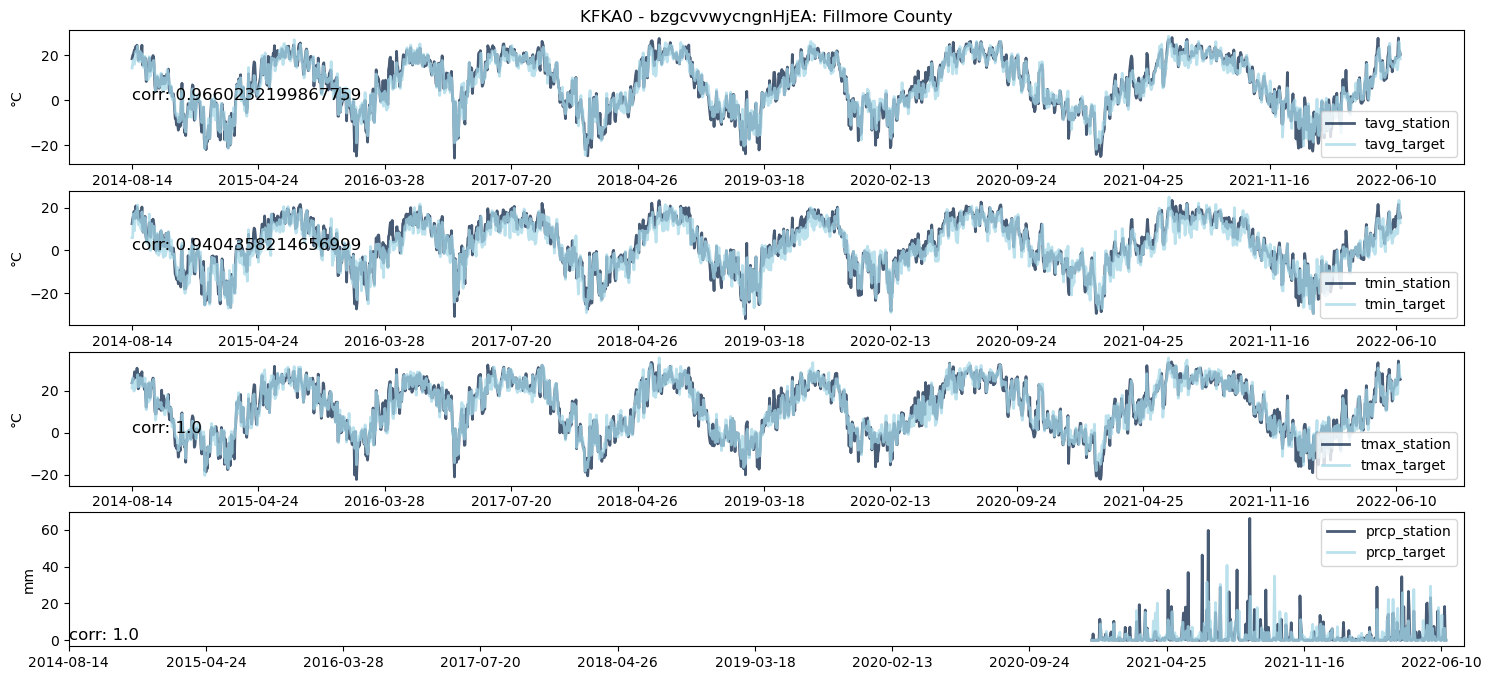 KFKA0 - bzgcvvwycngnHjEA: Fillmore County
°C
20
0
−20
corr: 0.9660232199867759
tavg_station
tavg_target
2014-08-14 2015-04-24 2016-03-28 2017-07-20 2018-04-26 2019-03-18 2020-02-13 2020-09-24 2021-04-25 2021-11-16 2022-06-10
°C
20
0
−20
corr: 0.9404358214656999
tmin_station
tmin_target
2014-08-14 2015-04-24 2016-03-28 2017-07-20 2018-04-26 2019-03-18 2020-02-13 2020-09-24 2021-04-25 2021-11-16 2022-06-10
°C
20
0
−20
corr: 1.0
tmax_station
tmax_target
2014-08-14 2015-04-24 2016-03-28 2017-07-20 2018-04-26 2019-03-18 2020-02-13 2020-09-24 2021-04-25 2021-11-16 2022-06-10
mm
60
40
20
0
corr: 1.0
prcp_station
prcp_target
2014-08-14 2015-04-24 2016-03-28 2017-07-20 2018-04-26 2019-03-18 2020-02-13 2020-09-24 2021-04-25 2021-11-16 2022-06-10